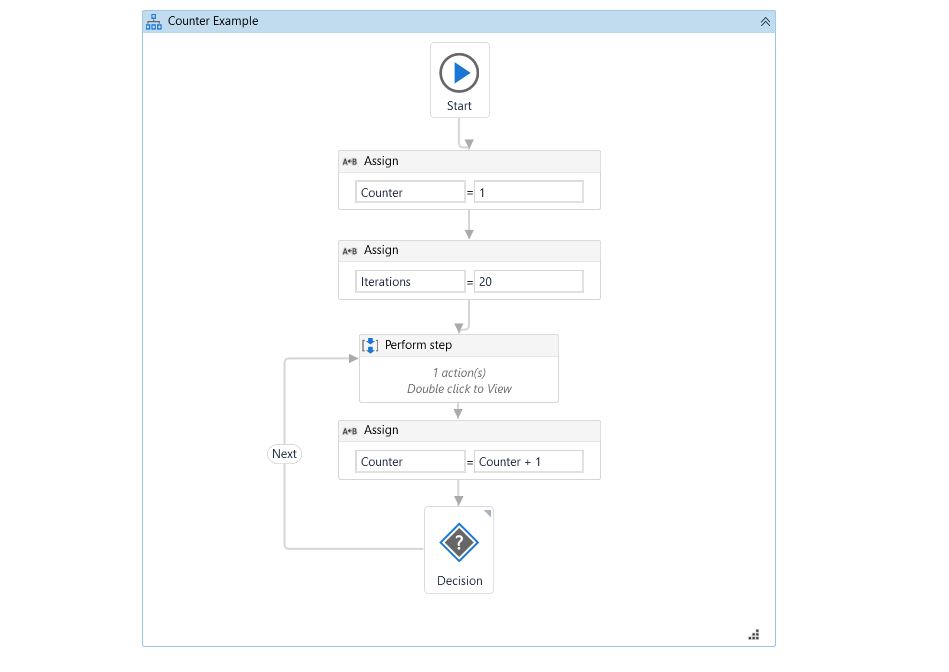 Counter Example
Start
A+B Assign
Counter = 1
A+B Assign
Iterations = 20
Perform step
1 action(s)
Double click to View
A+B Assign
Counter = Counter + 1
Next
?
Decision